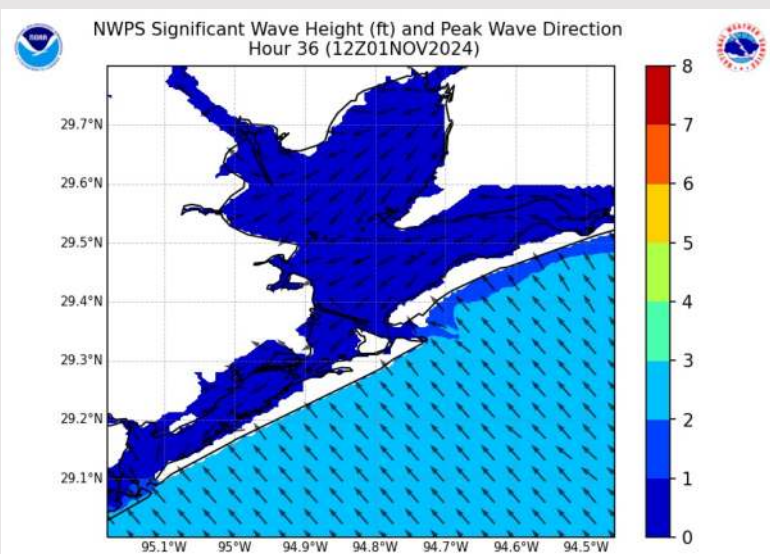 NWPS Significant Wave Height (ft) and Peak Wave Direction
Hour 36 (12Z01NOV2024)
NOAA
29.7°N
29.6°N
29.5°N
29.4°N
29.3°N
29.2°N
29.1°N
95.1°W 95°W 94.9°W 94.8°W 94.7°W 94.6°W 94.5°W
8
7
6
5
4
3
2
1
0